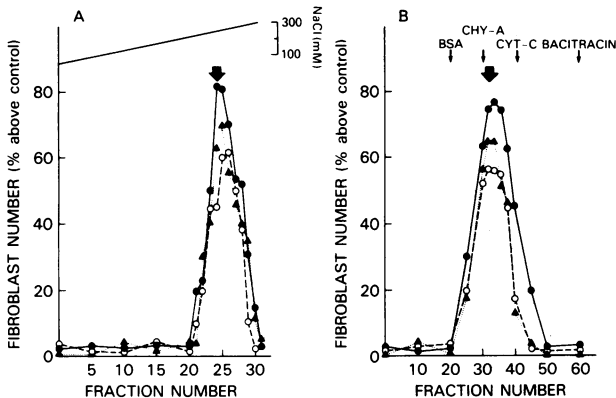 A
300
100
NaCl(mM)
80
60
40
20
0
5
10
15
20
25
30
FIBROBLAST NUMBER (% above control)
FRACTION NUMBER
B
CHY-A
BSA
CYT-C
BACITRACIN
80
60
40
20
0
10
20
30
40
50
60
FIBROBLAST NUMBER (% above control)
FRACTION NUMBER